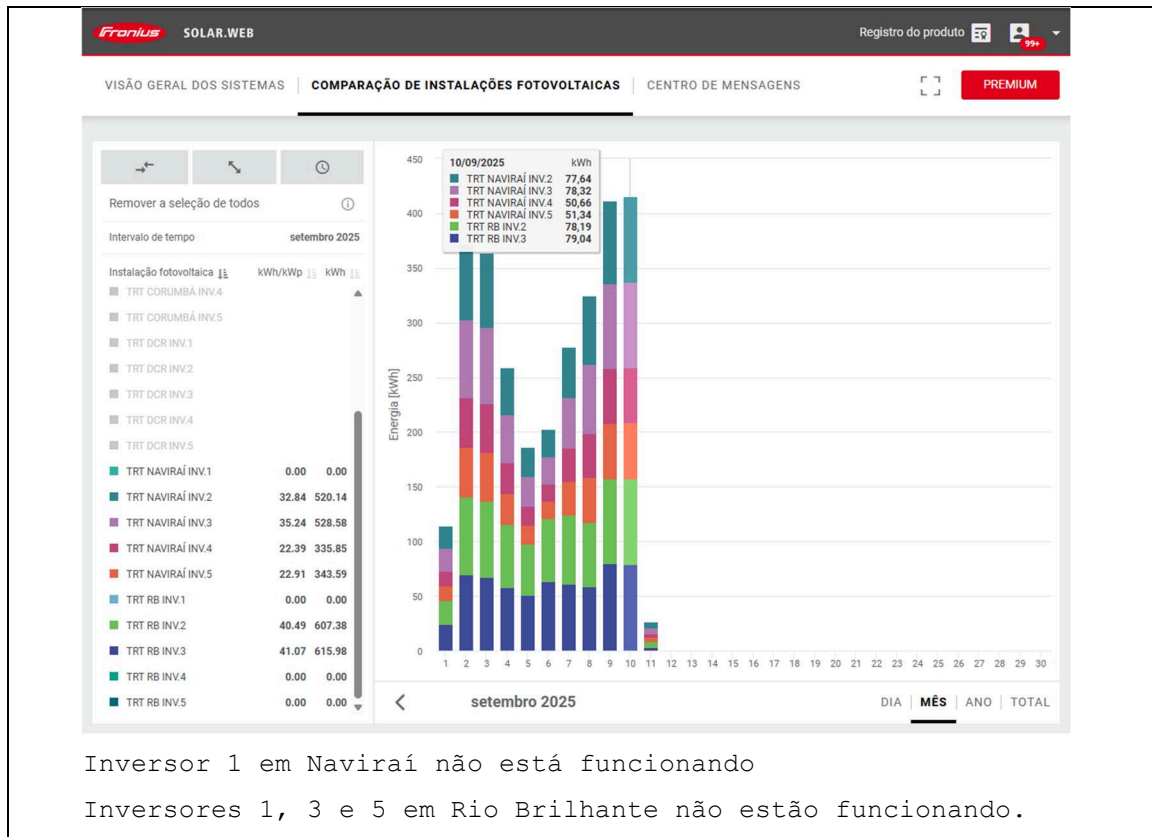 Fronius SOLAR.WEB Registro do produto 99+
VISÃO GERAL DOS SISTEMAS COMPARAÇÃO DE INSTALAÇÕES FOTOVOLTAICAS CENTRO DE MENSAGENS PREMIUM
Remover a seleção de todos
Intervalo de tempo setembro 2025
Instalação fotovoltaica kWh/kWp kWh
TRT CORUMBÁ INV.4
TRT CORUMBÁ INV.5
TRT DCR INV.1
TRT DCR INV.2
TRT DCR INV.3
TRT DCR INV.4
TRT DCR INV.5
TRT NAVIRAÍ INV.1 0.00 0.00
TRT NAVIRAÍ INV.2 32.84 520.14
TRT NAVIRAÍ INV.3 35.24 528.58
TRT NAVIRAÍ INV.4 22.39 335.85
TRT NAVIRAÍ INV.5 22.91 343.59
TRT RB INV.1 0.00 0.00
TRT RB INV.2 40.49 607.38
TRT RB INV.3 41.07 615.98
TRT RB INV.4 0.00 0.00
TRT RB INV.5 0.00 0.00
10/09/2025 kWh
TRT NAVIRAÍ INV.2 77,64
TRT NAVIRAÍ INV.3 78,32
TRT NAVIRAÍ INV.4 50,66
TRT NAVIRAÍ INV.5 51,34
TRT RB INV.2 78,19
TRT RB INV.3 79,04
Energia [kWh]
450
400
350
300
250
200
150
100
50
0
1 2 3 4 5 6 7 8 9 10 11 12 13 14 15 16 17 18 19 20 21 22 23 24 25 26 27 28 29 30
setembro 2025 DIA MÊS ANO TOTAL
Inversor 1 em Naviraí não está funcionando
Inversores 1, 3 e 5 em Rio Brilhante não estão funcionando.